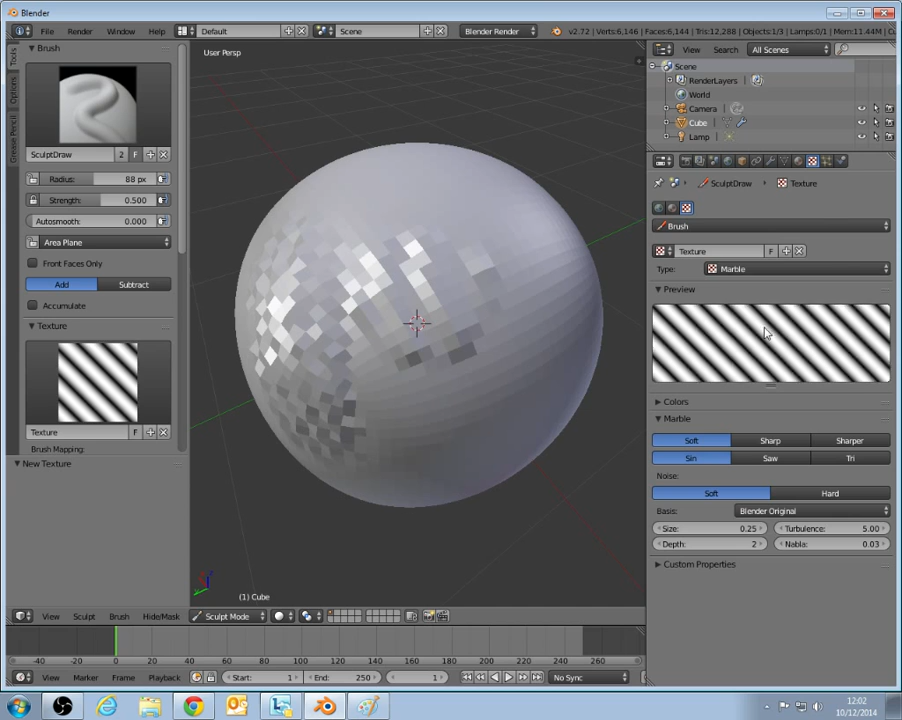 Blender
File Render Window Help Default Scene Blender Render v2.72 | Verts:6,146 | Faces:6,144 | Tris:12,288 | Objects:1/3 | Lamps:0/1 | Mem:11.44M
Tools
Options
Grease Pencil
Brush
SculptDraw 2 F
Radius: 88 px
Strength: 0.500
Autosmooth: 0.000
Area Plane
Front Faces Only
Add Subtract
Accumulate
Texture
Texture F
Brush Mapping:
New Texture
User Persp
(1) Cube
View Search All Scenes
Scene
RenderLayers
World
Camera
Cube
Lamp
SculptDraw Texture
Brush
Texture F
Type: Marble
Preview
Colors
Marble
Soft Sharp Sharper
Sin Saw Tri
Noise:
Soft Hard
Basis: Blender Original
Size: 0.25 Turbulence: 5.00
Depth: 2 Nabla: 0.03
Custom Properties
View Sculpt Brush Hide/Mask Sculpt Mode
-40 -20 0 20 40 60 80 100 120 140 160 180 200 220 240 260
View Marker Frame Playback Start: 1 End: 250 1 No Sync
12:02
10/12/2014